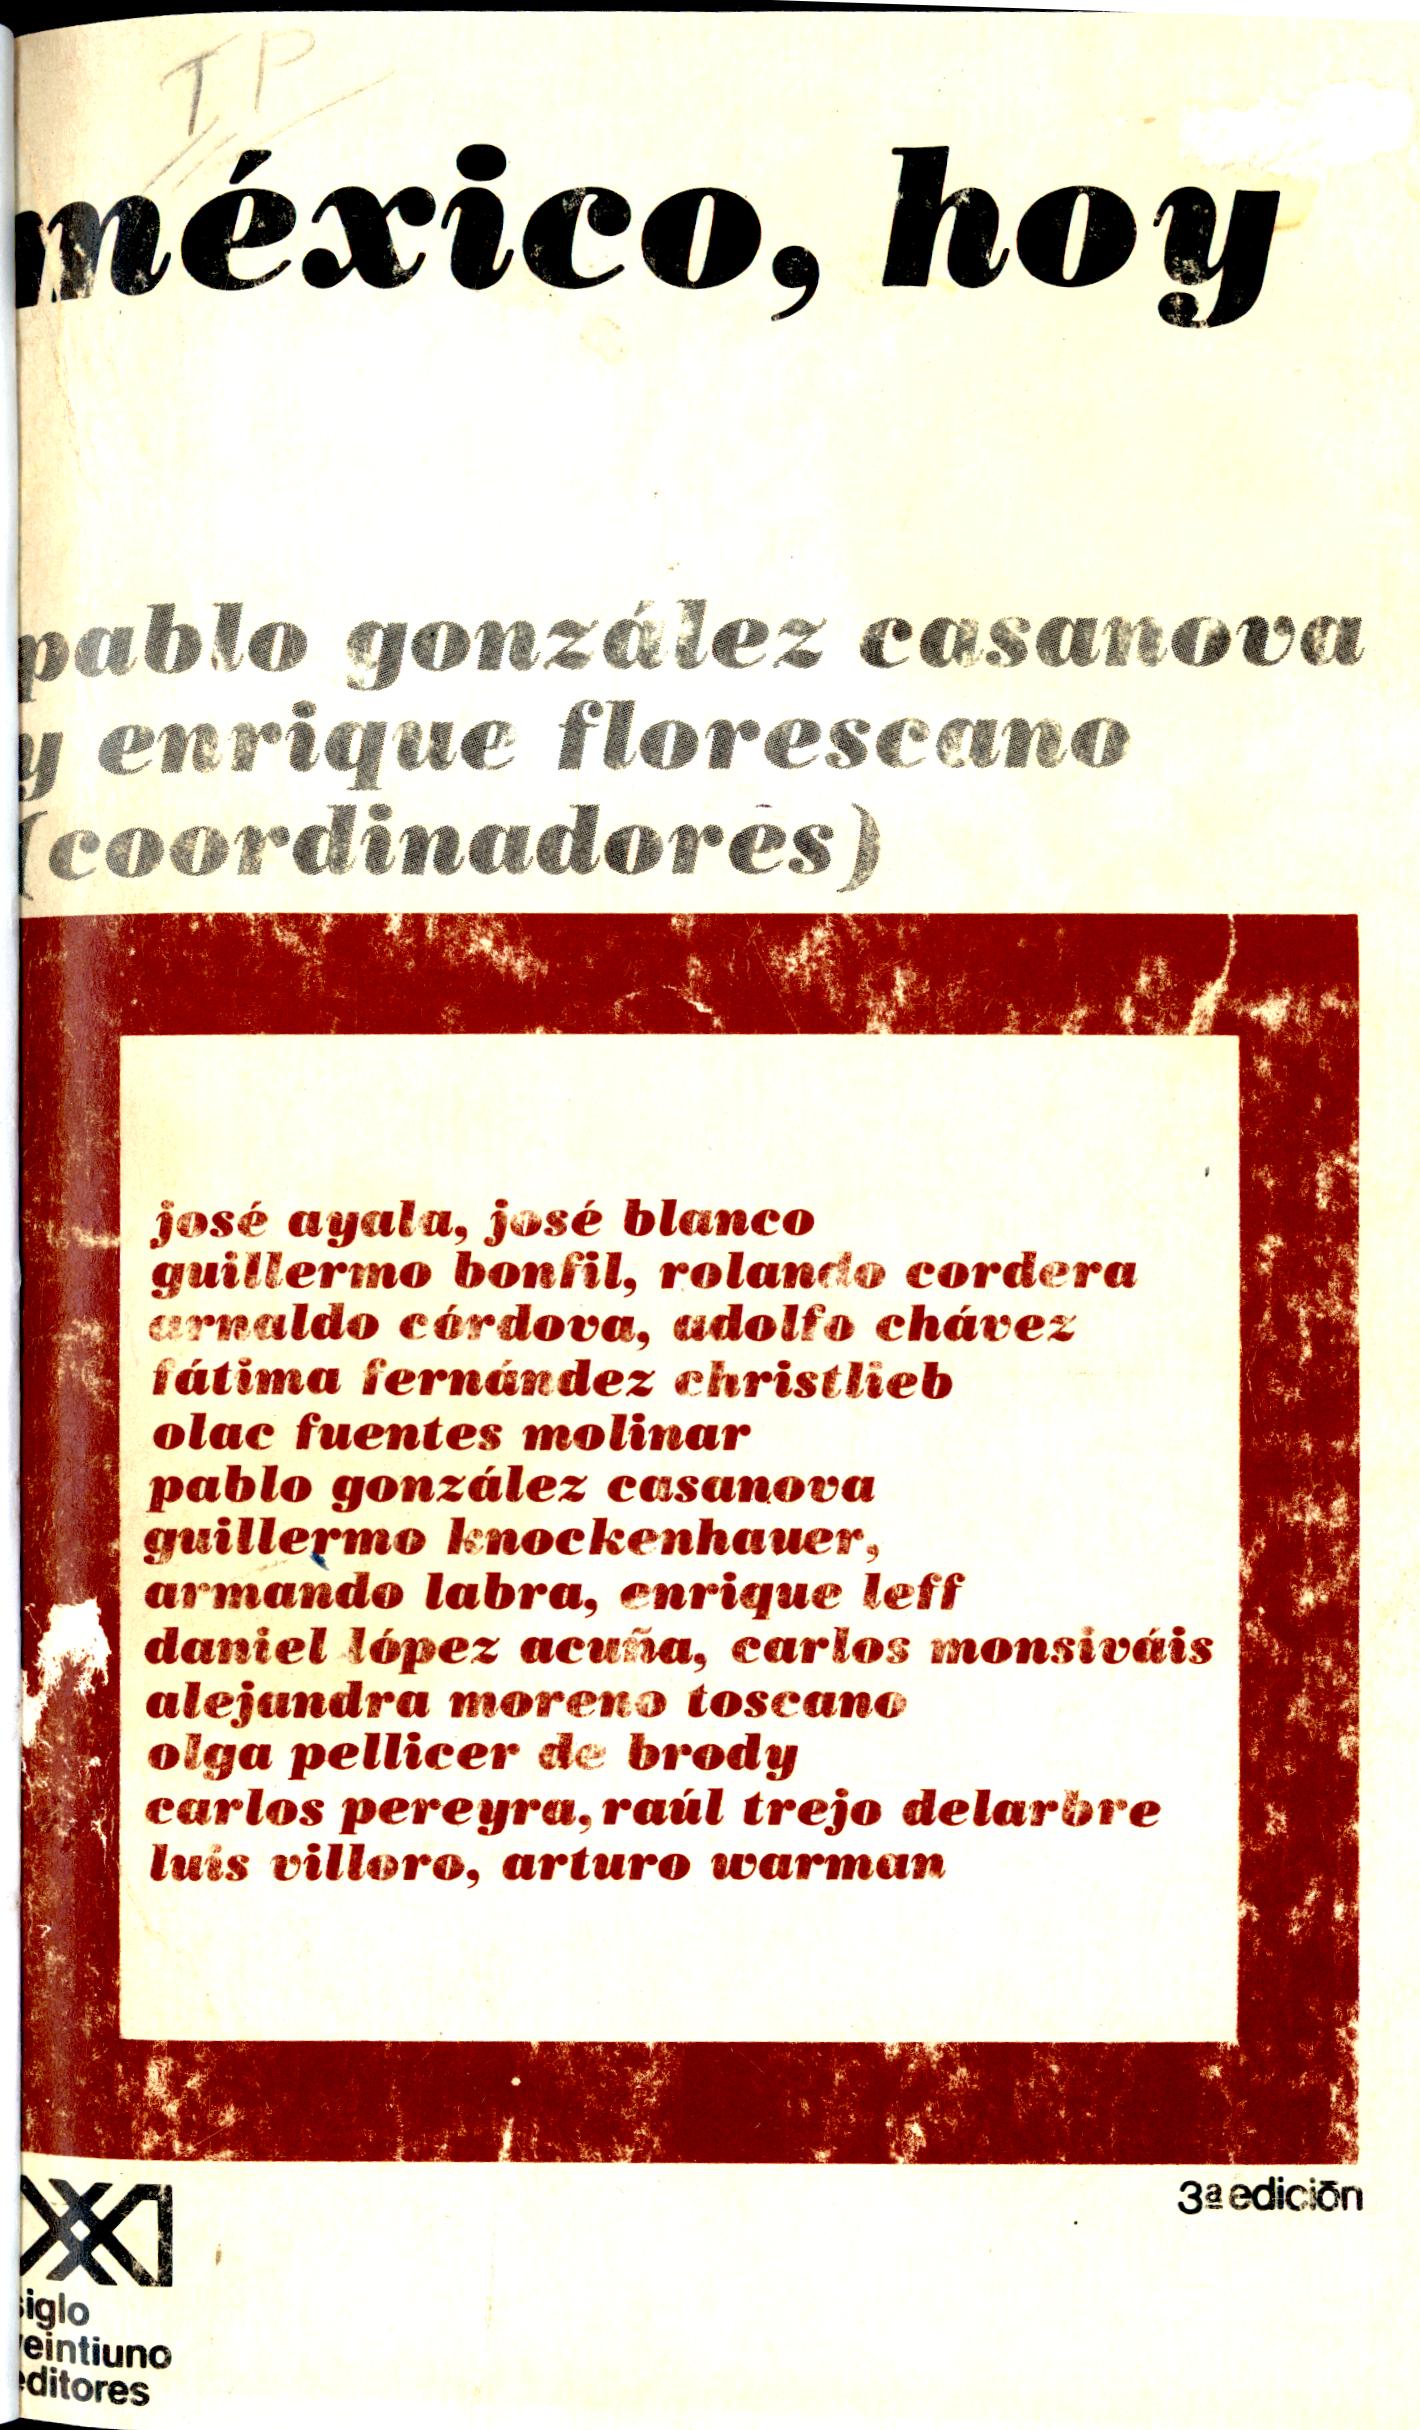 TP
méxico, hoy
pablo gonzález casanova
y enrique florescano
(coordinadores)
josé ayala, josé blanco
guillermo bonfil, rolando cordera
arnaldo córdova, adolfo chávez
fátima fernández christlieb
olac fuentes molinar
pablo gonzález casanova
guillermo knockenhauer,
armando labra, enrique leff
daniel lópez acuña, carlos monsiváis
alejandra moreno toscano
olga pellicer de brody
carlos pereyra, raúl trejo delarbre
luis villoro, arturo warman
3ª edición
siglo
veintiuno
editores